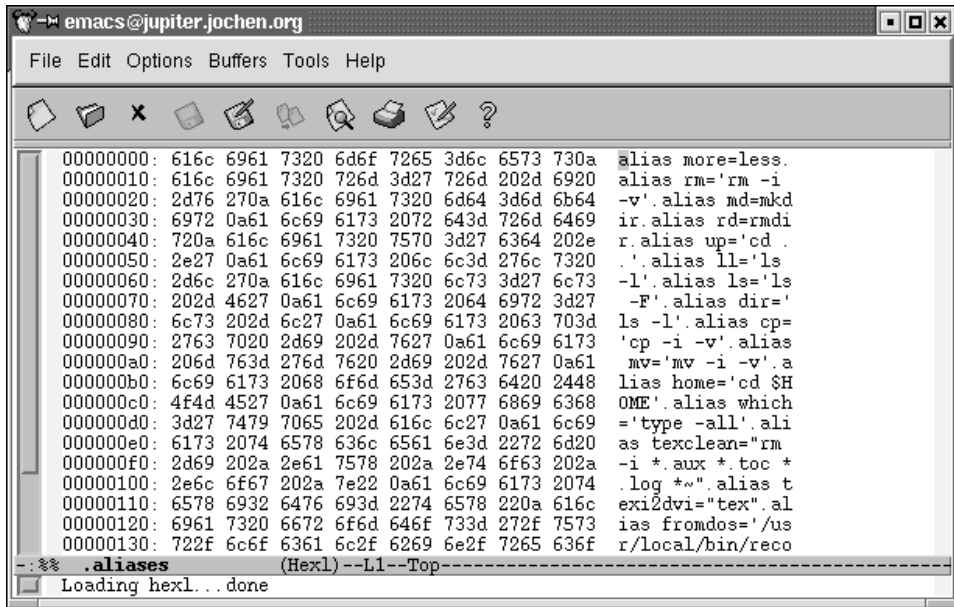 emacs@jupiter.jochen.org
File Edit Options Buffers Tools Help
00000000: 616c 6961 7320 6d6f 7265 3d6c 6573 730a alias more=less.
00000010: 616c 6961 7320 726d 3d27 726d 202d 6920 alias rm='rm -i
00000020: 2d76 270a 616c 6961 7320 6d64 3d6d 6b64 -v'.alias md=mkd
00000030: 6972 0a61 6c69 6173 2072 643d 726d 6469 ir.alias rd=rmdi
00000040: 720a 616c 6961 7320 7570 3d27 6364 202e r.alias up='cd .
00000050: 2e27 0a61 6c69 6173 206c 6c3d 276c 7320 .'.alias ll='ls
00000060: 2d6c 270a 616c 6961 7320 6c73 3d27 6c73 -l'.alias ls='ls
00000070: 202d 4627 0a61 6c69 6173 2064 6972 3d27 -F'.alias dir='
00000080: 6c73 202d 6c27 0a61 6c69 6173 2063 703d ls -l'.alias cp=
00000090: 2763 7020 2d69 202d 7627 0a61 6c69 6173 'cp -i -v'.alias
000000a0: 206d 763d 276d 7620 2d69 202d 7627 0a61 mv='mv -i -v'.a
000000b0: 6c69 6173 2068 6f6d 653d 2763 6420 2448 lias home='cd $H
000000c0: 4f4d 4527 0a61 6c69 6173 2077 6869 6368 OME'.alias which
000000d0: 3d27 7479 7065 202d 616c 6c27 0a61 6c69 ='type -all'.ali
000000e0: 6173 2074 6578 636c 6561 6e3d 2272 6d20 as texclean="rm
000000f0: 2d69 202a 2e61 7578 202a 2e74 6f63 202a -i *.aux *.toc *
00000100: 2e6c 6f67 202a 7e22 0a61 6c69 6173 2074 .log *~".alias t
00000110: 6578 6932 6476 693d 2274 6578 220a 616c exi2dvi="tex".al
00000120: 6961 7320 6672 6f6d 646f 733d 272f 7573 ias fromdos='/us
00000130: 722f 6c6f 6361 6c2f 6269 6e2f 7265 636f r/local/bin/reco
-:%% .aliases (Hexl)--L1--Top--------------------------------------------------
Loading hexl...done